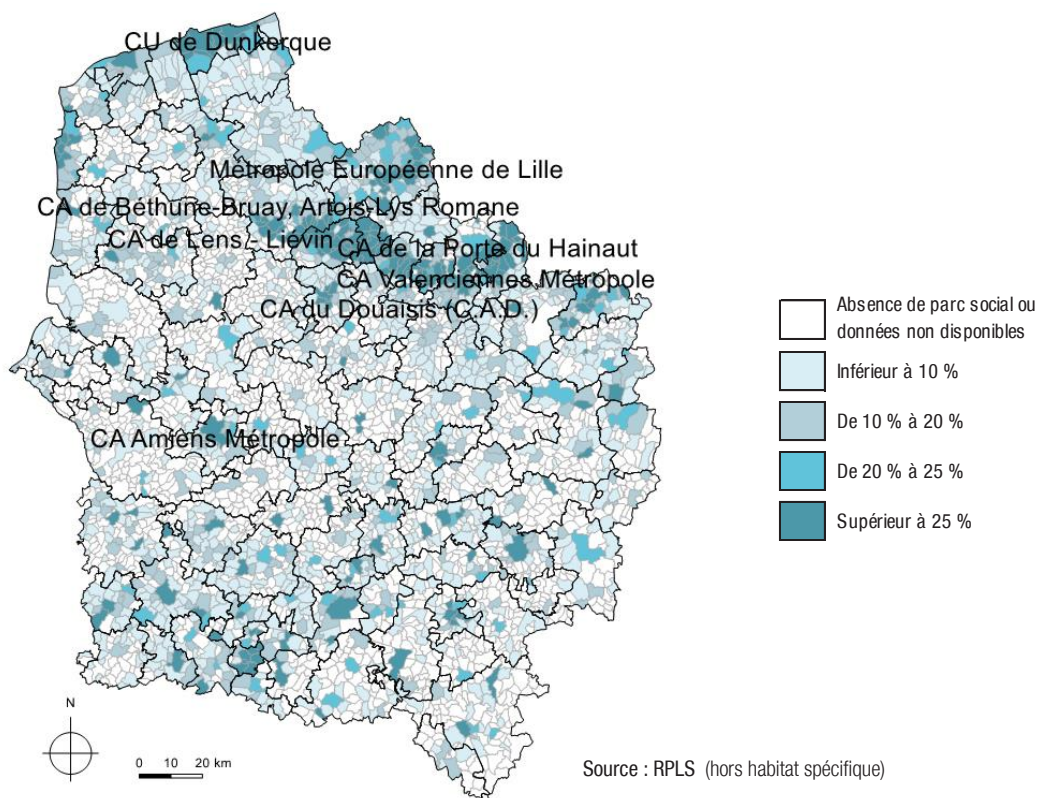 CU de Dunkerque
Métropole Européenne de Lille
CA de Béthune-Bruay, Artois-Lys Romane
CA de Lens - Liévin
CA de la Porte du Hainaut
CA Valenciennes Métropole
CA du Douaisis (C.A.D.)
CA Amiens Métropole
Absence de parc social ou
données non disponibles
Inférieur à 10 %
De 10 % à 20 %
De 20 % à 25 %
Supérieur à 25 %
N
0 10 20 km
Source : RPLS (hors habitat spécifique)